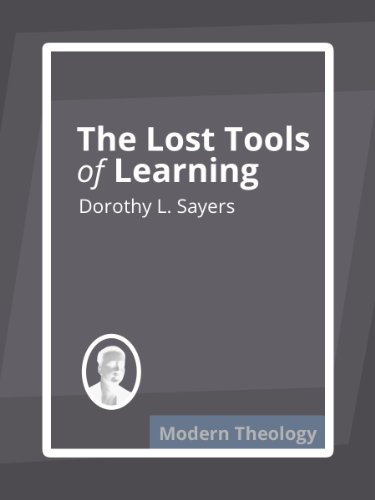 The Lost Tools
of Learning
Dorothy L. Sayers
Modern Theology